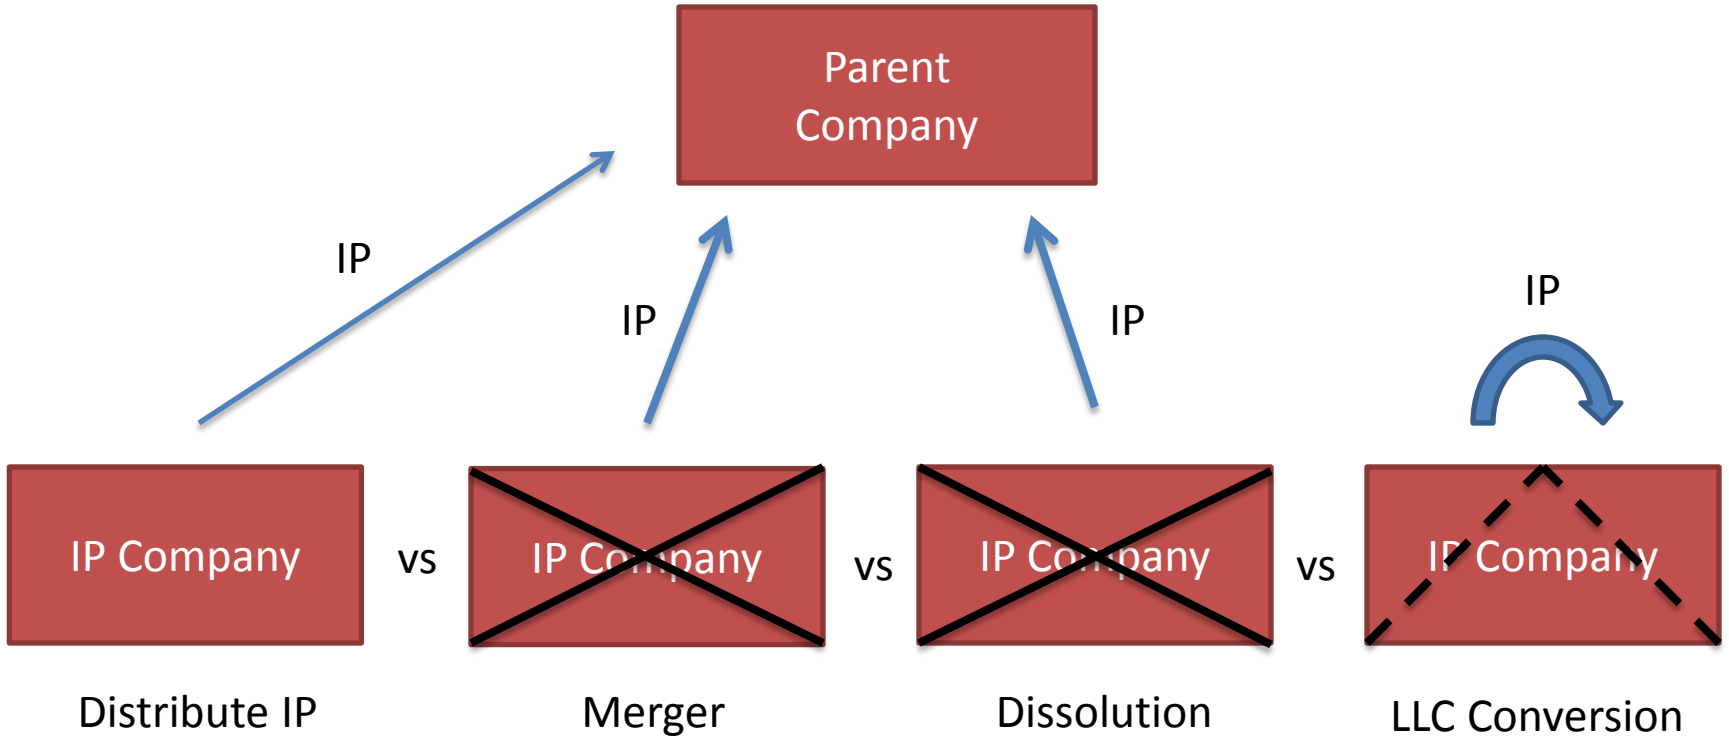 Parent
Company
IP
IP
IP
IP
IP Company
vs
IP Company
vs
IP Company
vs
IP Company
Distribute IP
Merger
Dissolution
LLC Conversion